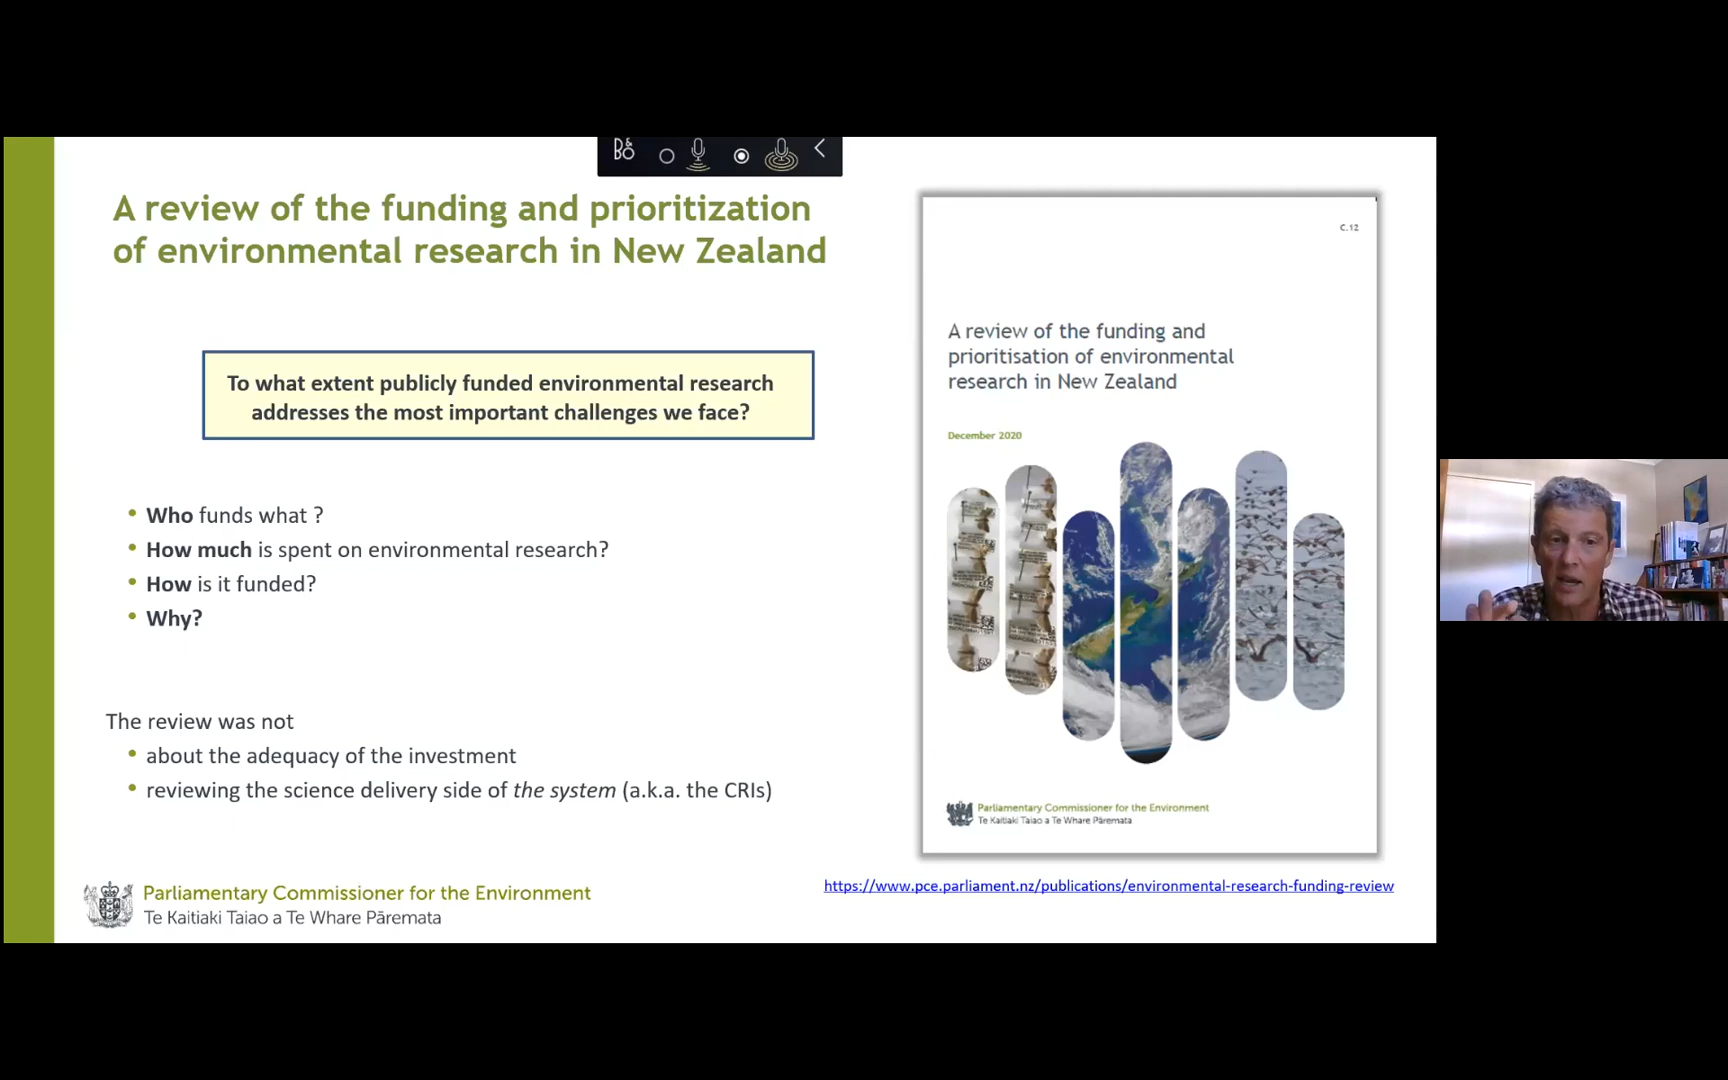 B&O
A review of the funding and prioritization
of environmental research in New Zealand
To what extent publicly funded environmental research
addresses the most important challenges we face?
• Who funds what ?
• How much is spent on environmental research?
• How is it funded?
• Why?
The review was not
• about the adequacy of the investment
• reviewing the science delivery side of the system (a.k.a. the CRIs)
Parliamentary Commissioner for the Environment
Te Kaitiaki Taiao a Te Whare Pāremata
C.12
A review of the funding and
prioritisation of environmental
research in New Zealand
December 2020
Parliamentary Commissioner for the Environment
Te Kaitiaki Taiao a Te Whare Pāremata
https://www.pce.parliament.nz/publications/environmental-research-funding-review